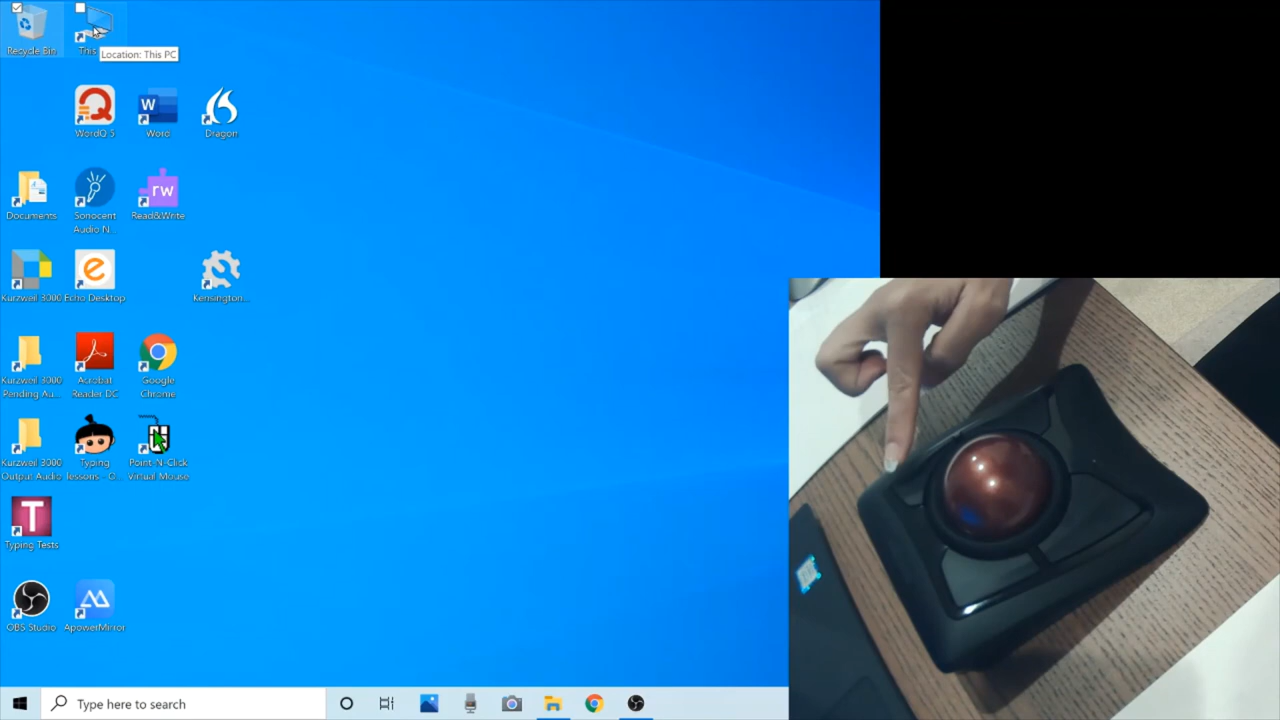 Recycle Bin
This
Location: This PC
WordQ 5
W
Word
Dragon
Documents
Sonocent
Audio N...
rw
Read&Write
Kurzweil 3000
e
Echo Desktop
Kensington...
Kurzweil 3000
Pending Au...
Acrobat
Reader DC
Google
Chrome
Kurzweil 3000
Output Audio
Typing
lessons - O...
Point-N-Click
Virtual Mouse
T
Typing Tests
OBS Studio
ApowerMirror
Type here to search